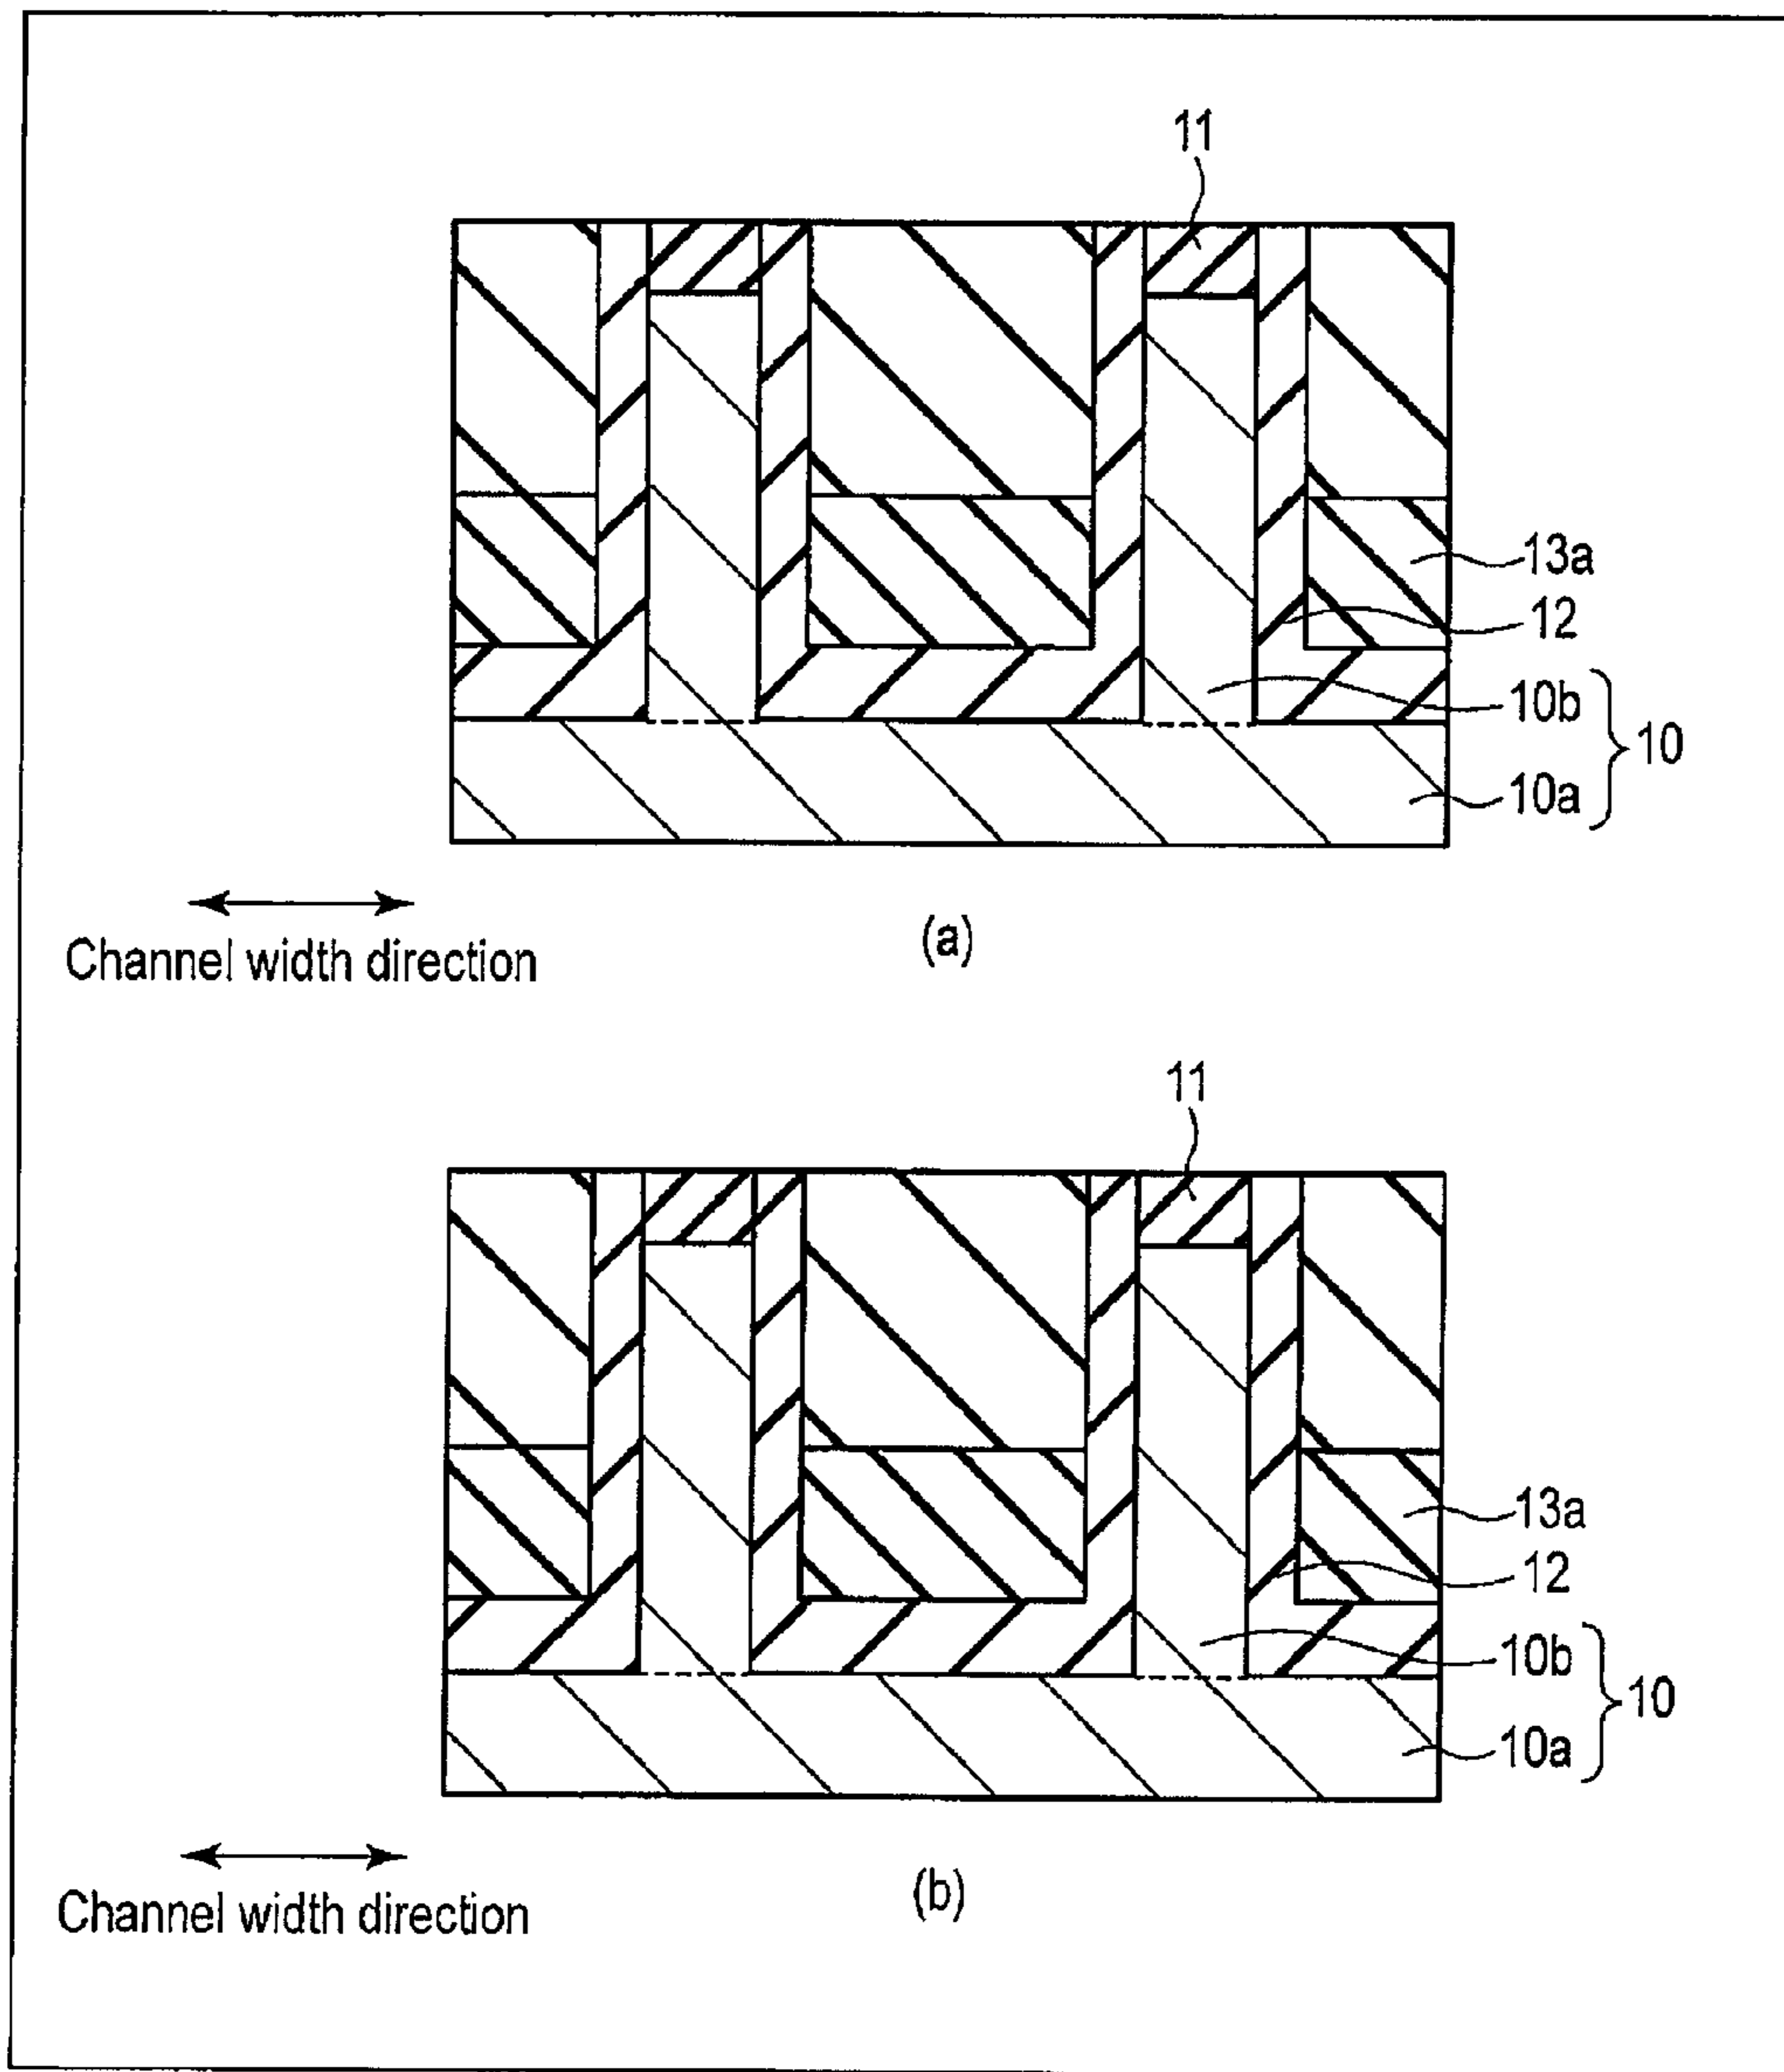 11
13a
12
10b
10
10a
Channel width direction
(a)
11
13a
12
10b
10
10a
Channel width direction
(b)